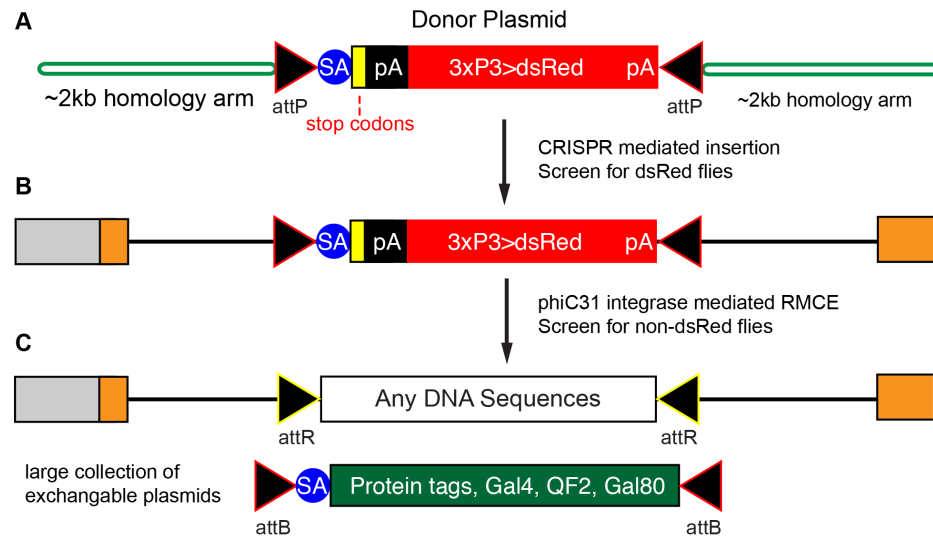 A
Donor Plasmid
SA
pA
3xP3>dsRed
pA
~2kb homology arm
attP
attP
~2kb homology arm
stop codons
CRISPR mediated insertion
Screen for dsRed flies
B
SA
pA
3xP3>dsRed
pA
phiC31 integrase mediated RMCE
Screen for non-dsRed flies
C
Any DNA Sequences
attR
attR
large collection of
exchangable plasmids
SA
Protein tags, Gal4, QF2, Gal80
attB
attB